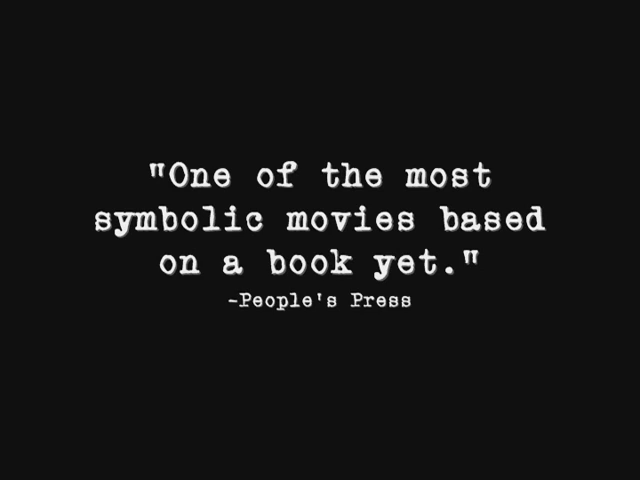 "One of the most
symbolic movies based
on a book yet."
-People's Press